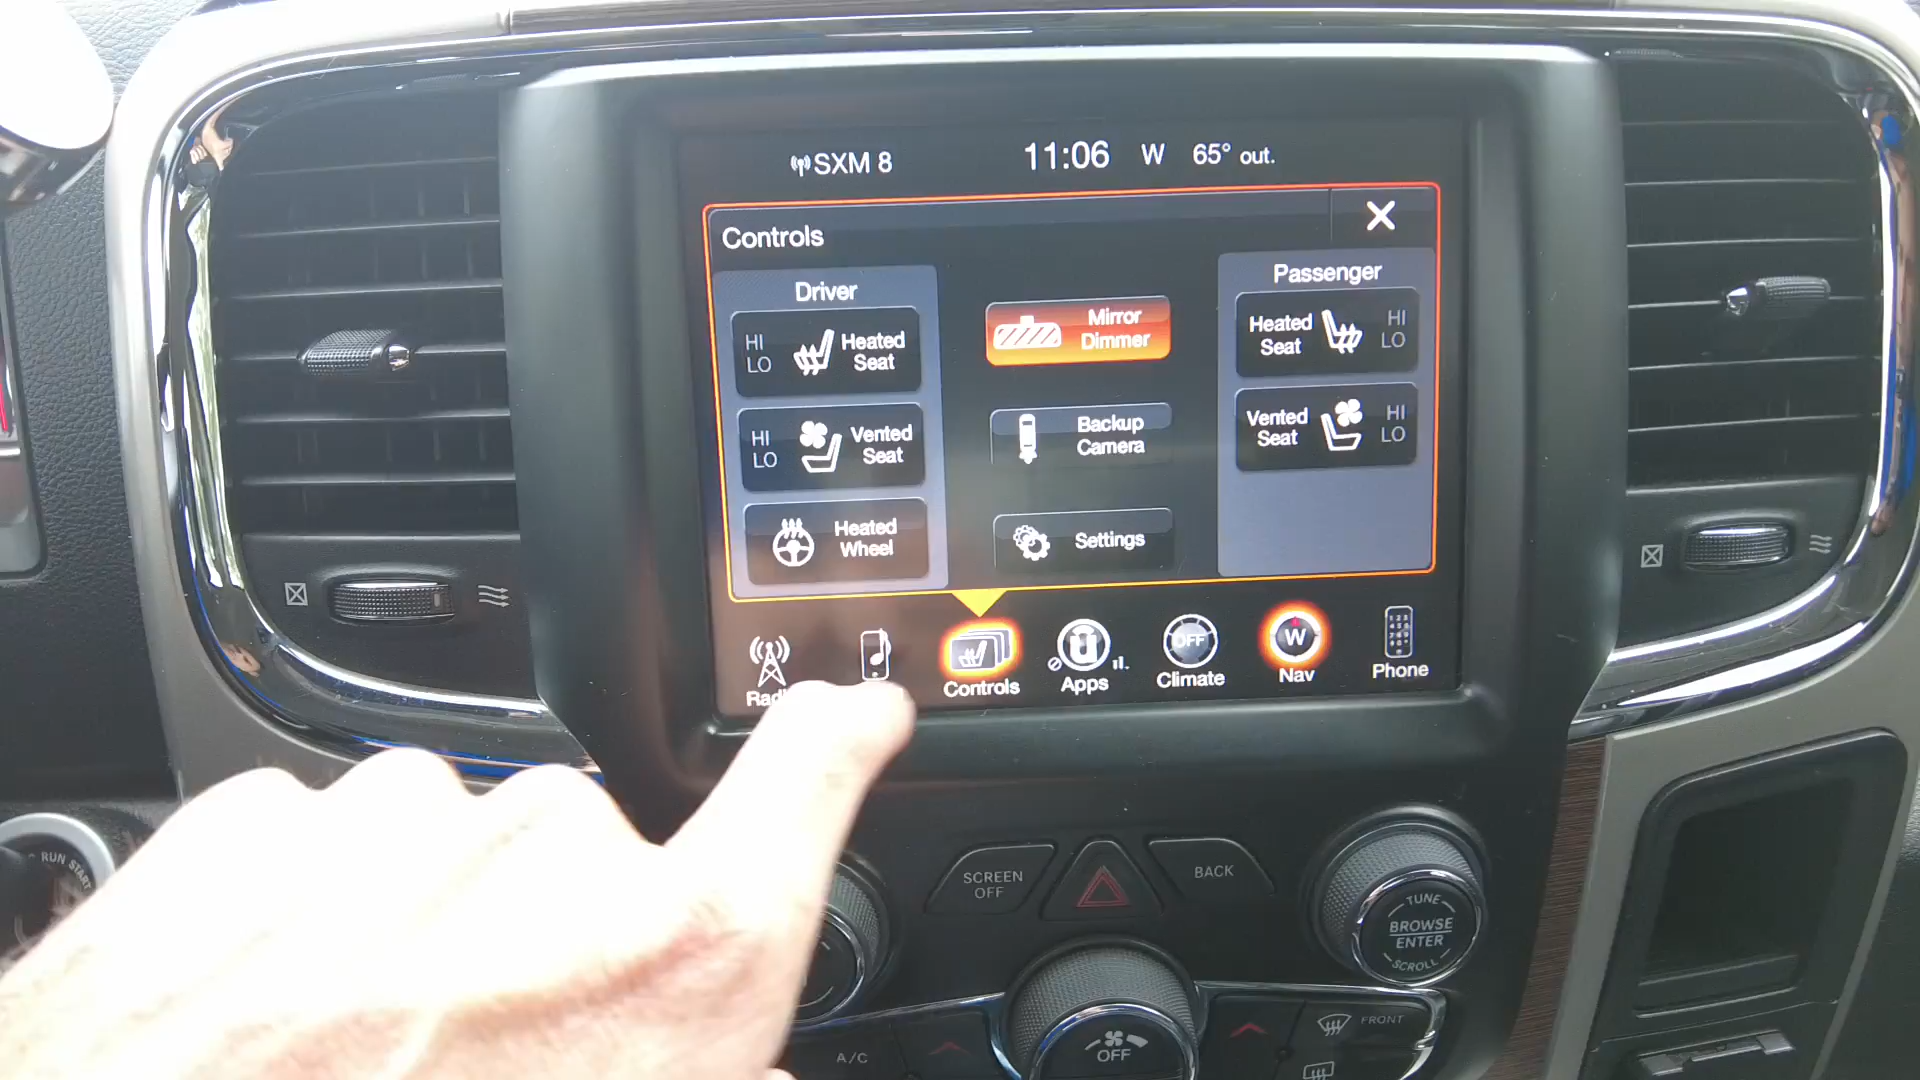 SXM 8
11:06 W 65° out.
Controls
Driver
HI
LO
Heated
Seat
HI
LO
Vented
Seat
Heated
Wheel
Mirror
Dimmer
Backup
Camera
Settings
Passenger
Heated
Seat
HI
LO
Vented
Seat
HI
LO
Controls
Apps
OFF
Climate
W
Nav
Phone
RUN START
SCREEN
OFF
BACK
TUNE
BROWSE
ENTER
SCROLL
A/C
OFF
FRONT